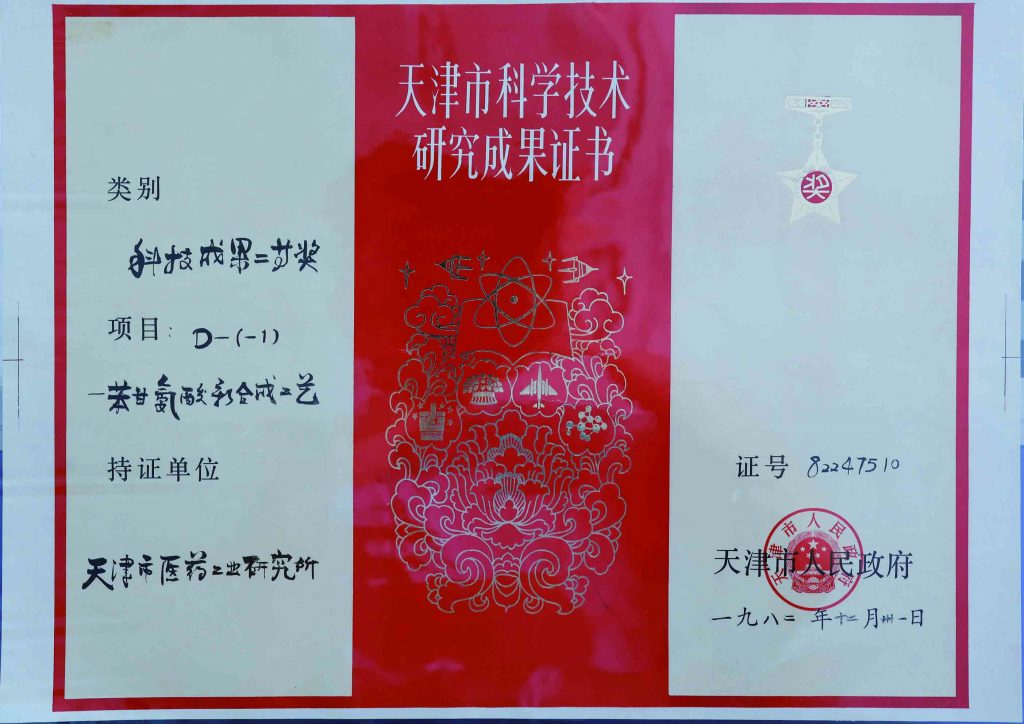 天津市科学技术
研究成果证书
类别
科技成果二等奖
项目: D-(-1)
-苯甘氨酸新合成工艺
持证单位
天津市医药工业研究所
奖
证号 82247510
天津市人民政府
天津市人民政府
一九八二年十二月卅一日